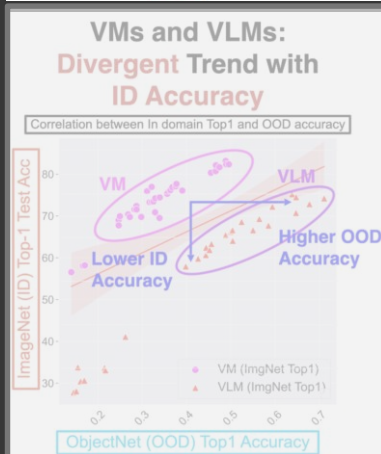 VMs and VLMs:
Divergent Trend with
ID Accuracy
Correlation between In domain Top1 and OOD accuracy
ImageNet (ID) Top-1 Test Acc
80
70
60
50
40
30
VM
VLM
Lower ID
Accuracy
Higher OOD
Accuracy
VM (ImgNet Top1)
VLM (ImgNet Top1)
0.2
0.3
0.4
0.5
0.6
0.7
ObjectNet (OOD) Top1 Accuracy